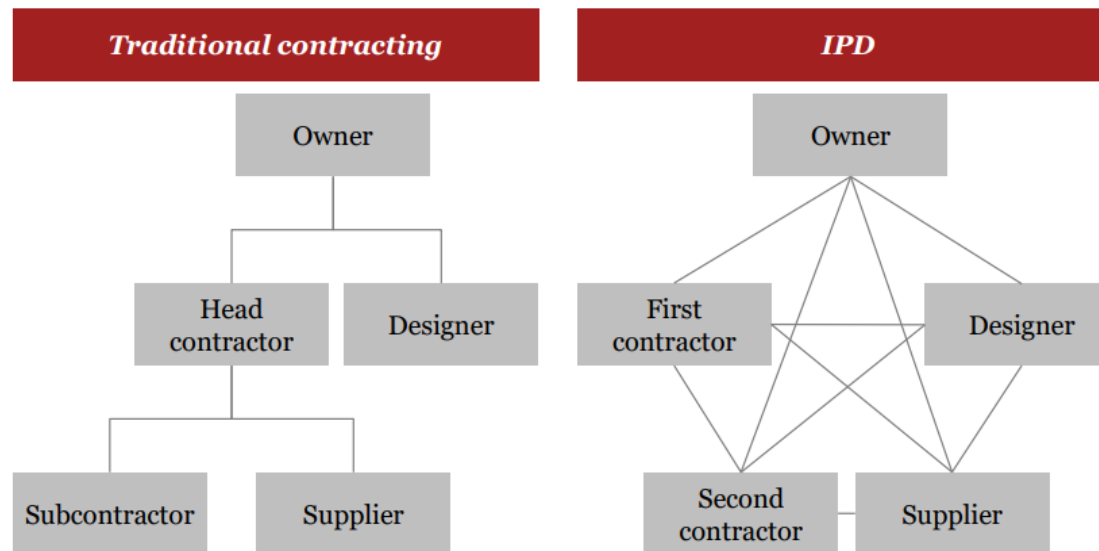 Traditional contracting
Owner
Head
contractor
Designer
Subcontractor
Supplier
IPD
Owner
First
contractor
Designer
Second
contractor
Supplier